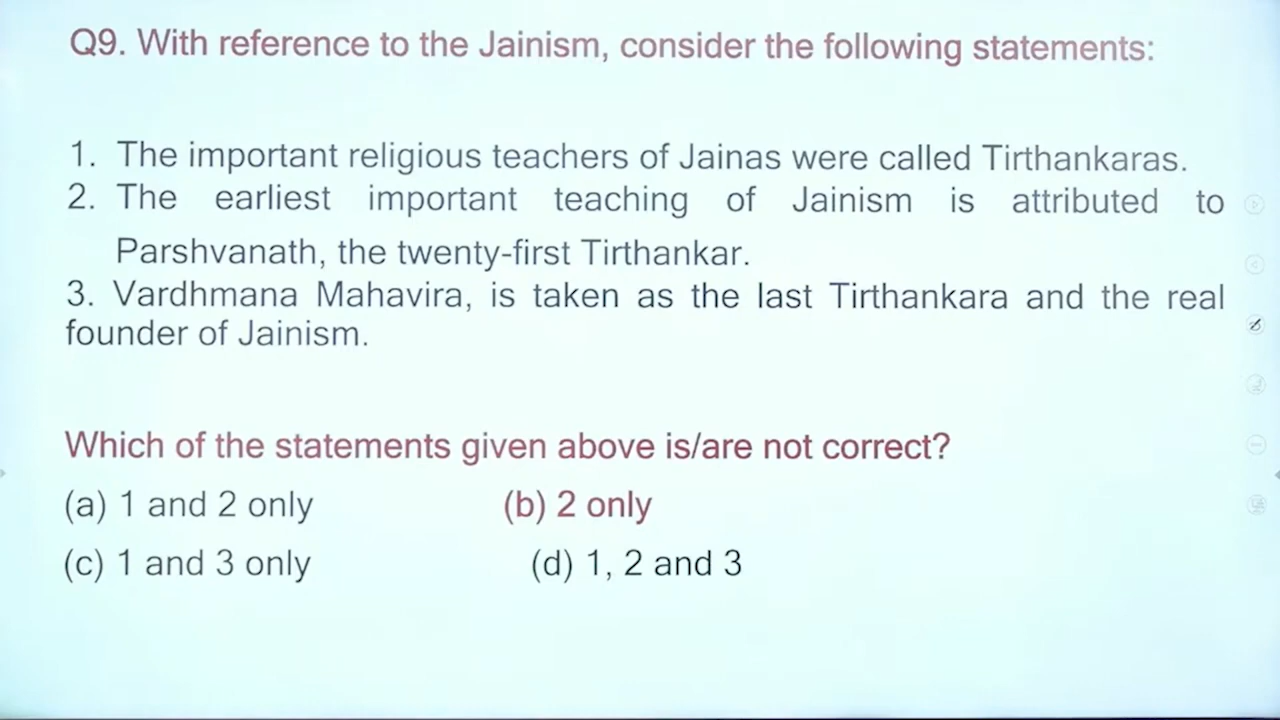 Q9. With reference to the Jainism, consider the following statements:
1. The important religious teachers of Jainas were called Tirthankaras.
2. The earliest important teaching of Jainism is attributed to
Parshvanath, the twenty-first Tirthankar.
3. Vardhmana Mahavira, is taken as the last Tirthankara and the real
founder of Jainism.
Which of the statements given above is/are not correct?
(a) 1 and 2 only (b) 2 only
(c) 1 and 3 only (d) 1, 2 and 3